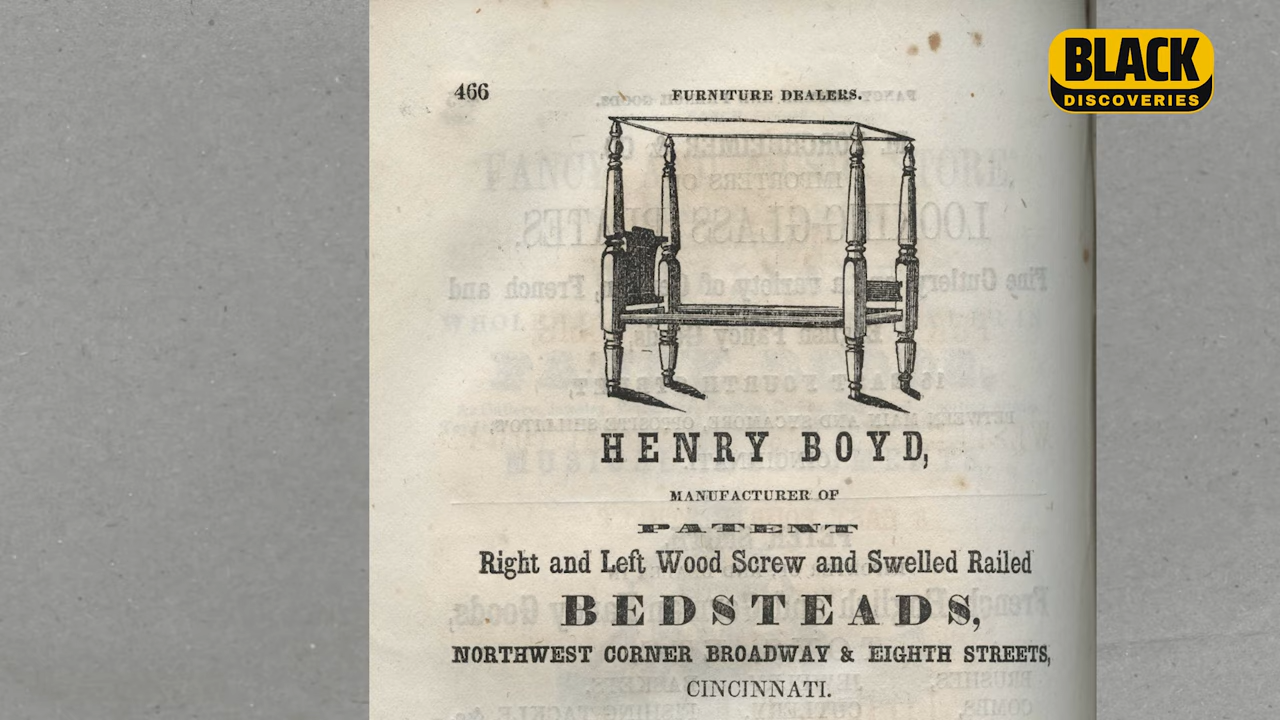 BLACK
DISCOVERIES
466
FURNITURE DEALERS.
HENRY BOYD,
MANUFACTURER OF
PATENT
Right and Left Wood Screw and Swelled Railed
BEDSTEADS,
NORTHWEST CORNER BROADWAY & EIGHTH STREETS,
CINCINNATI.